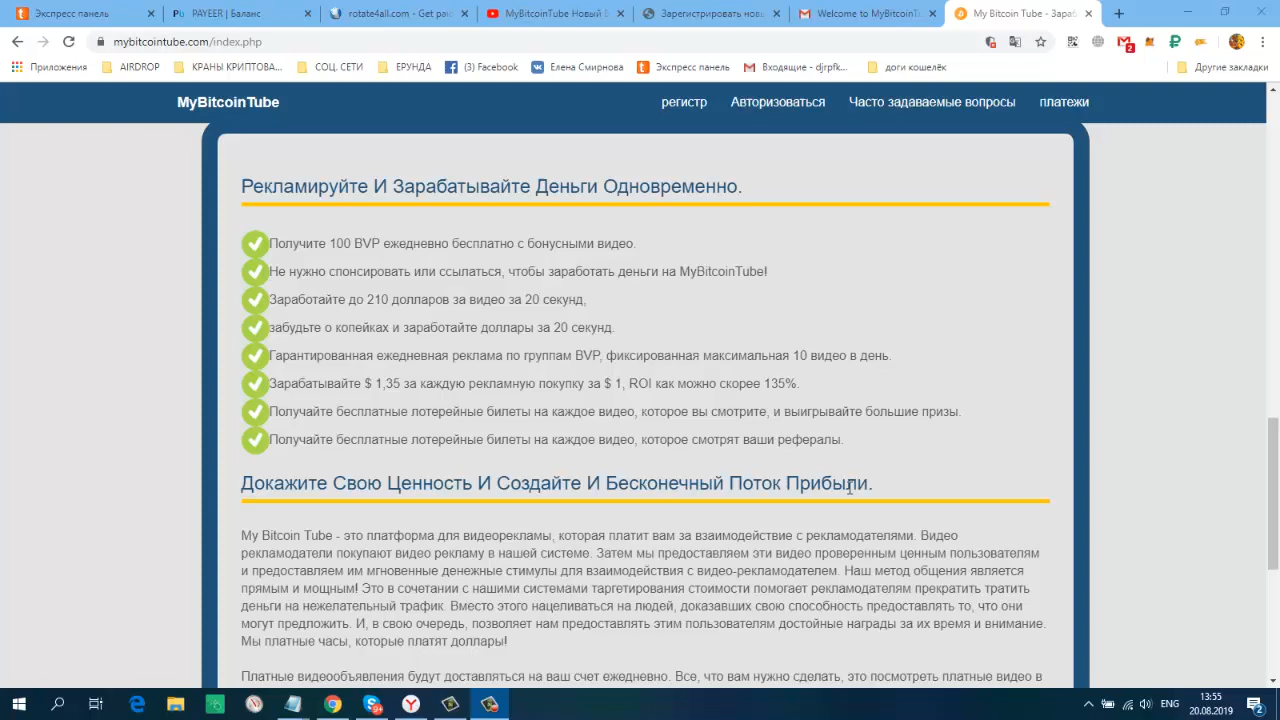 Экспресс панель
PAYEER | Баланс
rotate4all.com - Get paid
MyBitcoinTube Новый
Зарегистрировать нов
Welcome to MyBitcoinTu
My Bitcoin Tube - Зараб
mybitcointube.com/index.php
Приложения
AIRDROP
КРАНЫ КРИПТОВА...
СОЦ. СЕТИ
ЕРУНДА
(3) Facebook
Елена Смирнова
Экспресс панель
Входящие - djrpfk...
доги кошелёк
Другие закладки
MyBitcoinTube
регистр
Авторизоваться
Часто задаваемые вопросы
платежи
Рекламируйте И Зарабатывайте Деньги Одновременно.
Получите 100 BVP ежедневно бесплатно с бонусными видео.
Не нужно спонсировать или ссылаться, чтобы заработать деньги на MyBitcoinTube!
Заработайте до 210 долларов за видео за 20 секунд,
забудьте о копейках и заработайте доллары за 20 секунд.
Гарантированная ежедневная реклама по группам BVP, фиксированная максимальная 10 видео в день.
Зарабатывайте $ 1,35 за каждую рекламную покупку за $ 1, ROI как можно скорее 135%.
Получайте бесплатные лотерейные билеты на каждое видео, которое вы смотрите, и выигрывайте большие призы.
Получайте бесплатные лотерейные билеты на каждое видео, которое смотрят ваши рефералы.
Докажите Свою Ценность И Создайте И Бесконечный Поток Прибыли.
My Bitcoin Tube - это платформа для видеорекламы, которая платит вам за взаимодействие с рекламодателями. Видео
рекламодатели покупают видео рекламу в нашей системе. Затем мы предоставляем эти видео проверенным ценным пользователям
и предоставляем им мгновенные денежные стимулы для взаимодействия с видео-рекламодателем. Наш метод общения является
прямым и мощным! Это в сочетании с нашими системами таргетирования стоимости помогает рекламодателям прекратить тратить
деньги на нежелательный трафик. Вместо этого нацеливаться на людей, доказавших свою способность предоставлять то, что они
могут предложить. И, в свою очередь, позволяет нам предоставлять этим пользователям достойные награды за их время и внимание.
Мы платные часы, которые платят доллары!
Платные видеообъявления будут доставляться на ваш счет ежедневно. Все, что вам нужно сделать, это посмотреть платные видео в
ENG
13:55
20.08.2019